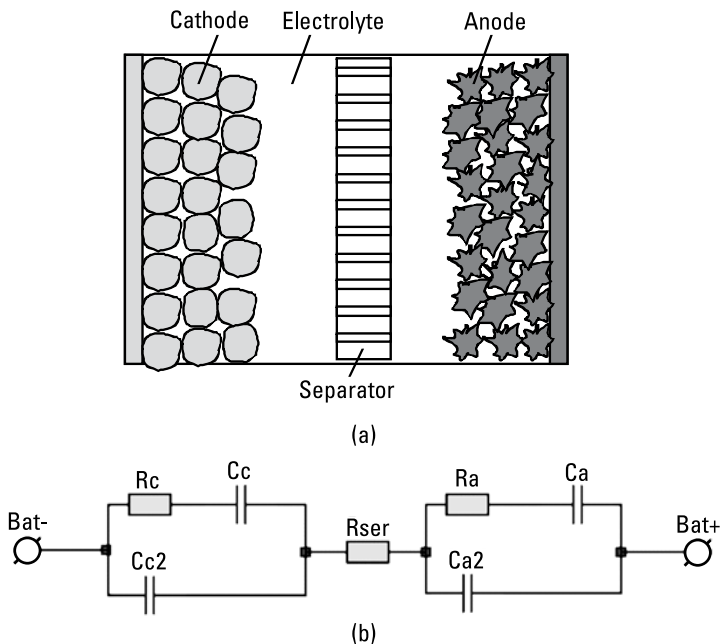 Cathode Electrolyte Anode
Separator
(a)
Rc Cc Ra Ca
Bat- Rser Bat+
Cc2 Ca2
(b)